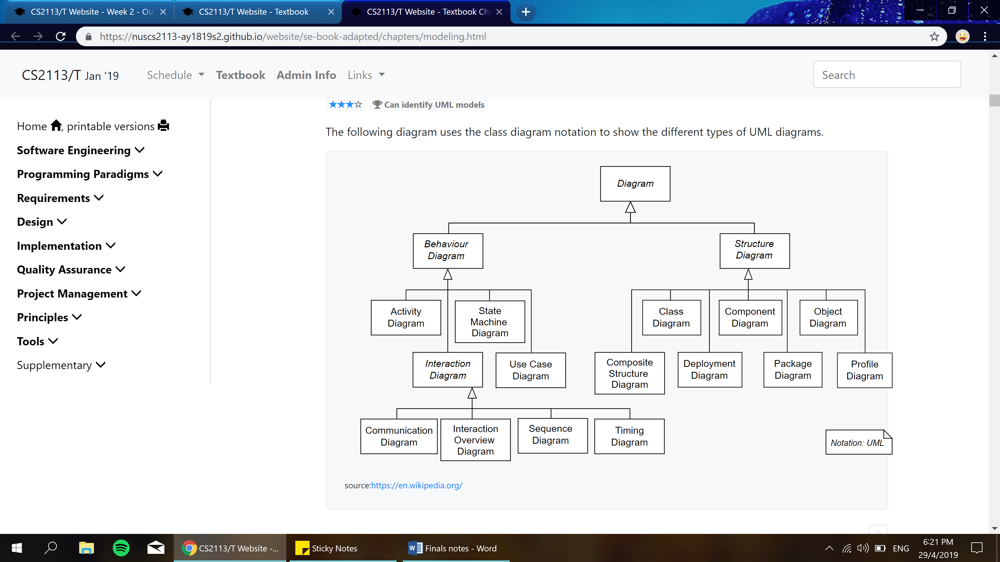 CS2113/T Website - Week 2 - Ou
CS2113/T Website - Textbook
CS2113/T Website - Textbook Ch
https://nuscs2113-ay1819s2.github.io/website/se-book-adapted/chapters/modeling.html
CS2113/T Jan '19
Schedule
Textbook
Admin Info
Links
Search
Home, printable versions
Software Engineering
Programming Paradigms
Requirements
Design
Implementation
Quality Assurance
Project Management
Principles
Tools
Supplementary
★★★☆ Can identify UML models
The following diagram uses the class diagram notation to show the different types of UML diagrams.
Diagram
Behaviour
Diagram
Structure
Diagram
Activity
Diagram
State
Machine
Diagram
Class
Diagram
Component
Diagram
Object
Diagram
Interaction
Diagram
Use Case
Diagram
Composite
Structure
Diagram
Deployment
Diagram
Package
Diagram
Profile
Diagram
Communication
Diagram
Interaction
Overview
Diagram
Sequence
Diagram
Timing
Diagram
Notation: UML
source:https://en.wikipedia.org/
CS2113/T Website -...
Sticky Notes
W
Finals notes - Word
ENG
6:21 PM
29/4/2019